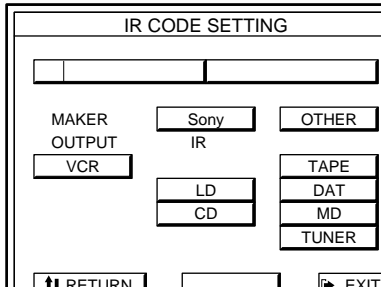 IR CODE SETTING
MAKER Sony OTHER
OUTPUT IR
VCR TAPE
LD DAT
CD MD
TUNER
RETURN EXIT